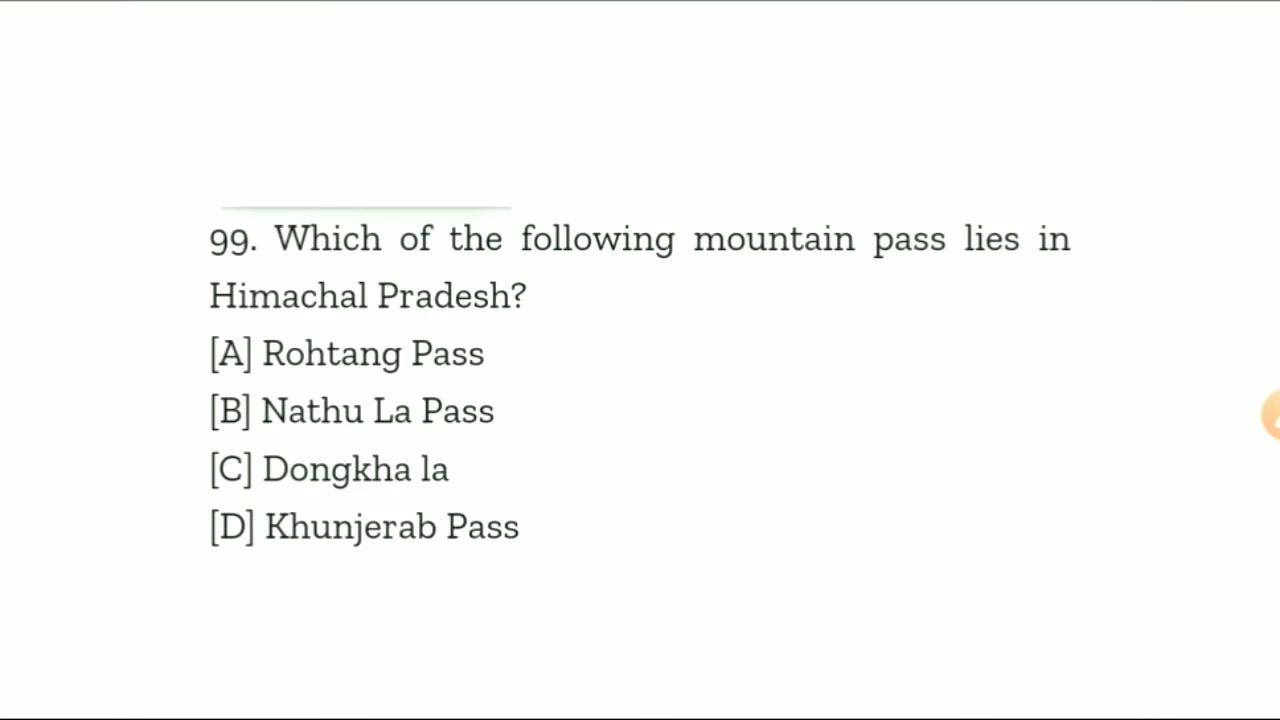 99. Which of the following mountain pass lies in
Himachal Pradesh?
[A] Rohtang Pass
[B] Nathu La Pass
[C] Dongkha la
[D] Khunjerab Pass